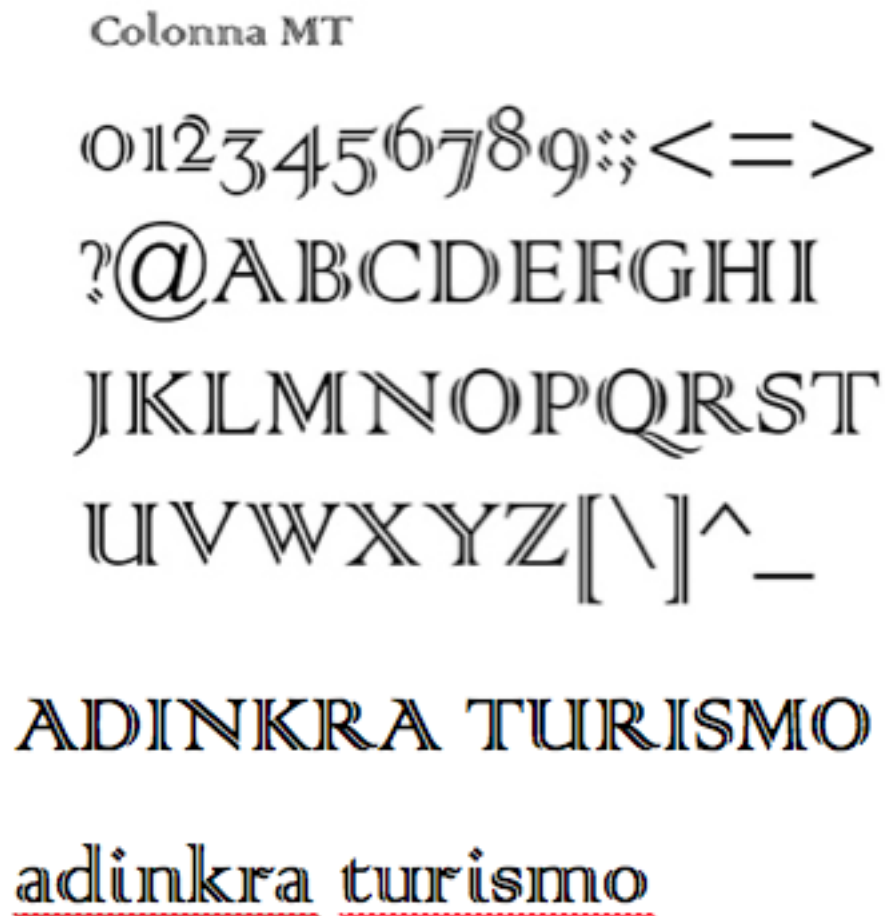 Colonna MT
0123456789:;<=>
?@ABCDEFGHI
JKLMNOPQRST
UVWXYZ[\]^_
ADINKRA TURISMO
adinkra turismo